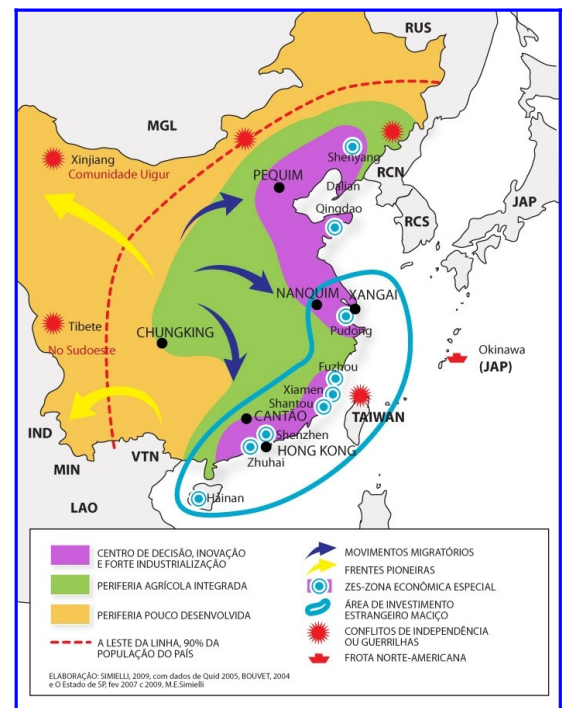 RUS
MGL
Xinjiang
Comunidade Uigur
Shenyang
PEQUIM
Dalian
RCN
Qingdao
RCS
JAP
NANQUIM
XANGAI
Pudong
Tibete
CHUNGKING
No Sudoeste
Okinawa
(JAP)
Fuzhou
Xiamen
Shantou
TAIWAN
CANTÃO
Shenzhen
HONG KONG
Zhuhai
IND
MIN
VTN
LAO
Hainan
CENTRO DE DECISÃO, INOVAÇÃO
E FORTE INDUSTRIALIZAÇÃO
PERIFERIA AGRÍCOLA INTEGRADA
PERIFERIA POUCO DESENVOLVIDA
A LESTE DA LINHA, 90% DA
POPULAÇÃO DO PAÍS
MOVIMENTOS MIGRATÓRIOS
FRENTES PIONEIRAS
ZES-ZONA ECONÔMICA ESPECIAL
ÁREA DE INVESTIMENTO
ESTRANGEIRO MACIÇO
CONFLITOS DE INDEPENDÊNCIA
OU GUERRILHAS
FROTA NORTE-AMERICANA
ELABORAÇÃO: SIMIELLI, 2009, com dados de Quid 2005, BOUVET, 2004
e O Estado de SP, fev 2007 c 2009, M.E.Simielli